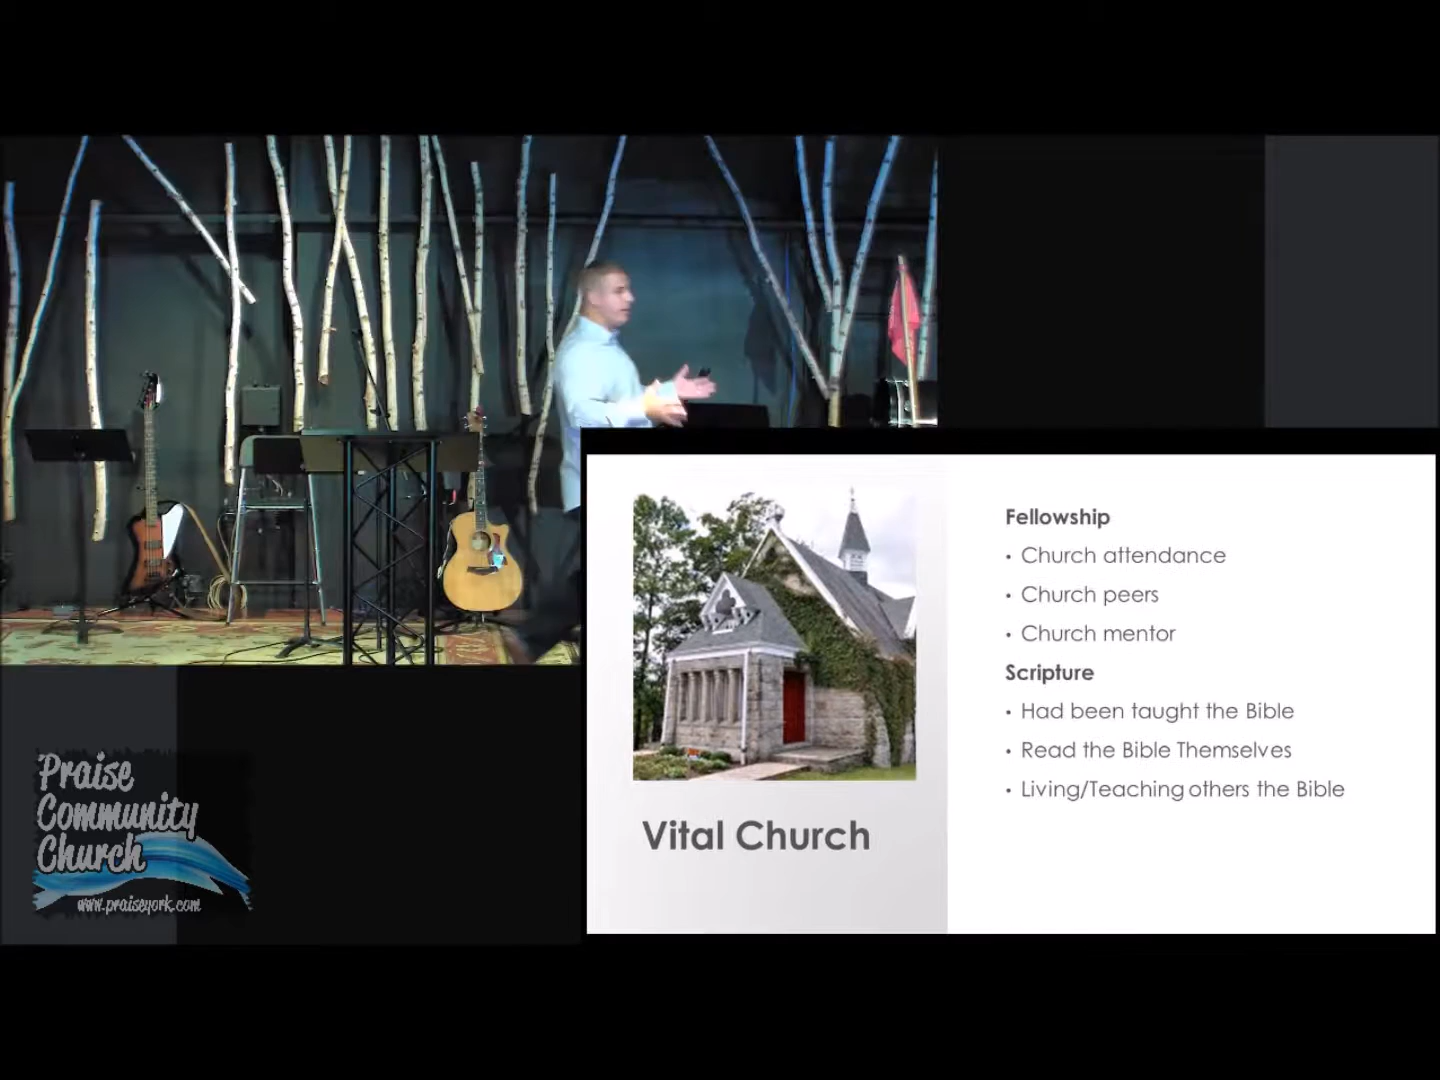 Fellowship
• Church attendance
• Church peers
• Church mentor
Scripture
• Had been taught the Bible
• Read the Bible Themselves
• Living/Teaching others the Bible
Vital Church
Praise
Community
Church
www.praiseyork.com